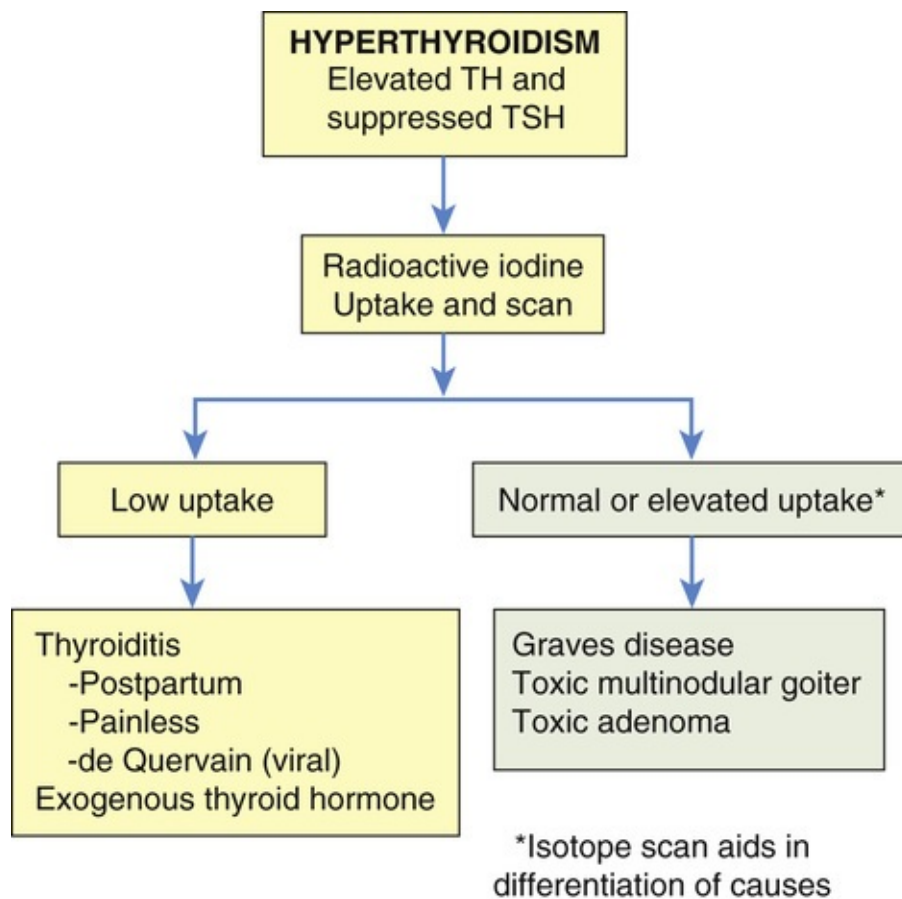 HYPERTHYROIDISM
Elevated TH and
suppressed TSH
Radioactive iodine
Uptake and scan
Low uptake
Normal or elevated uptake*
Thyroiditis
-Postpartum
-Painless
-de Quervain (viral)
Exogenous thyroid hormone
Graves disease
Toxic multinodular goiter
Toxic adenoma
*Isotope scan aids in
differentiation of causes